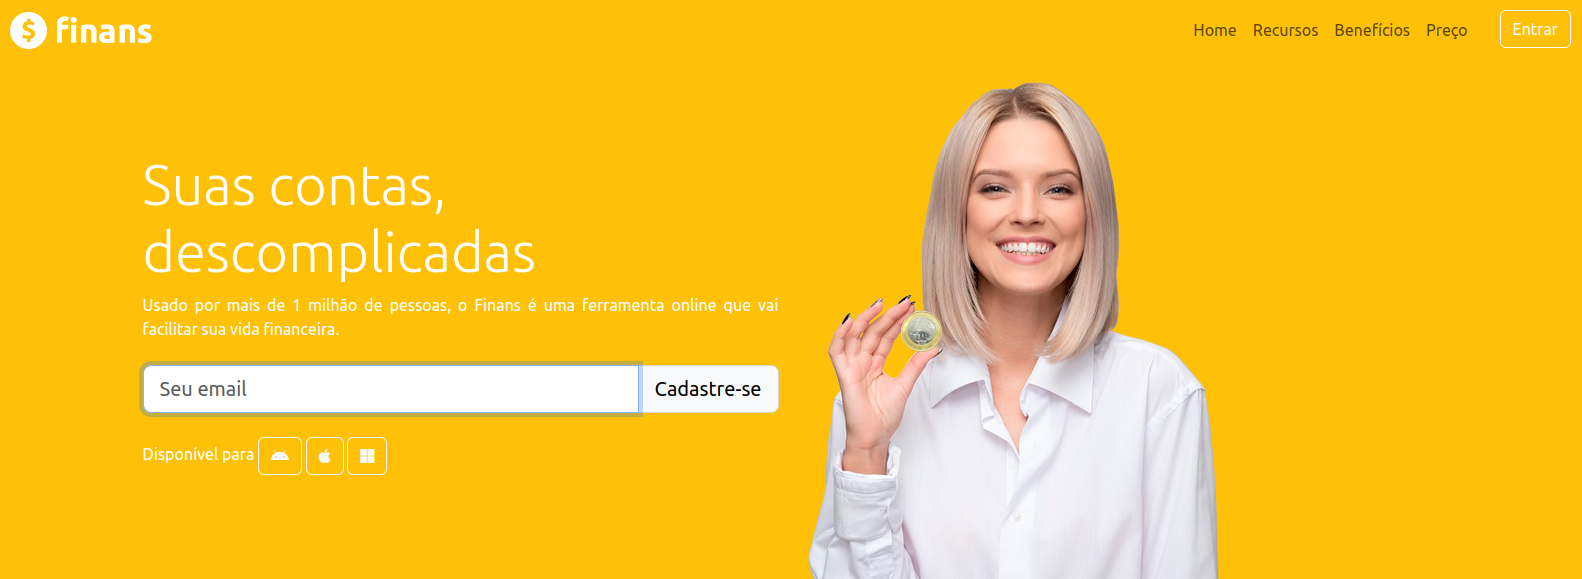 finans
Home Recursos Benefícios Preço Entrar
Suas contas,
descomplicadas
Usado por mais de 1 milhão de pessoas, o Finans é uma ferramenta online que vai
facilitar sua vida financeira.
Seu email Cadastre-se
Disponível para